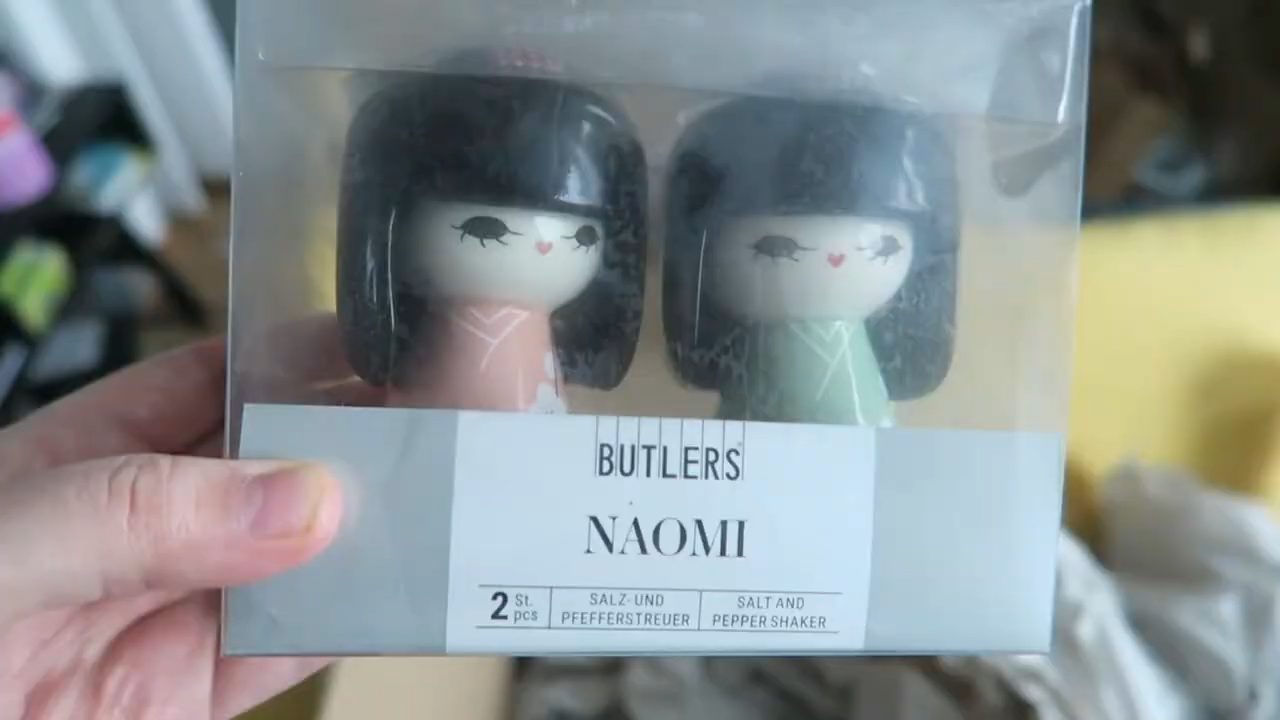 BUTLERS
NAOMI
2 St. pcs
SALZ- UND
PFEFFERSTREUER
SALT AND
PEPPER SHAKER